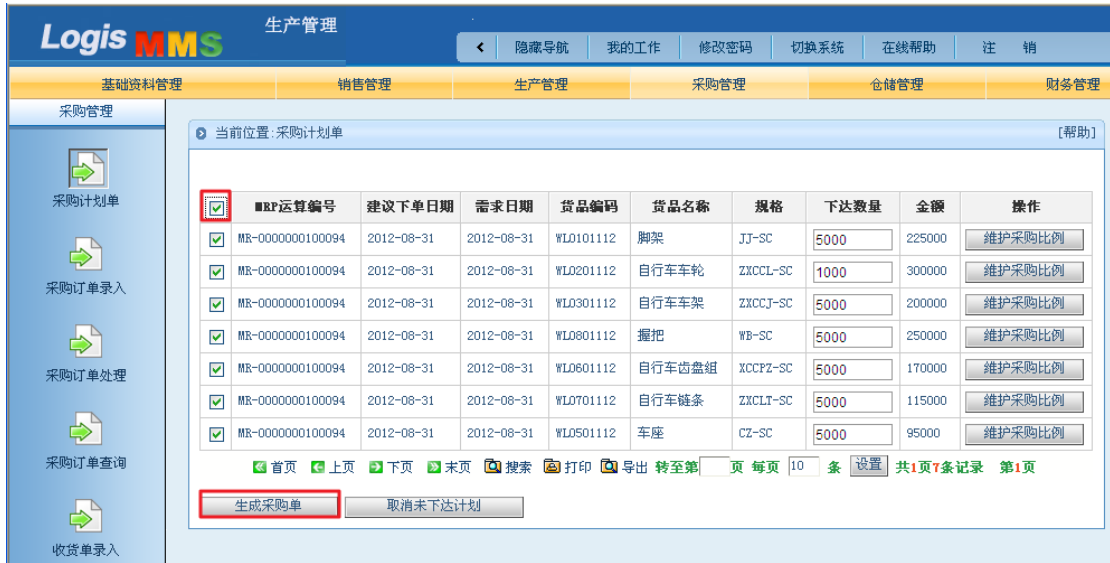 Logis MMS
生产管理
隐藏导航 我的工作 修改密码 切换系统 在线帮助 注 销
基础资料管理 销售管理 生产管理 采购管理 仓储管理 财务管理
采购管理
采购计划单
采购订单录入
采购订单处理
采购订单查询
收货单录入
当前位置:采购计划单 [帮助]
MRP运算编号 建议下单日期 需求日期 货品编码 货品名称 规格 下达数量 金额 操作
MR-0000000100094 2012-08-31 2012-08-31 WL0101112 脚架 JJ-SC 5000 225000 维护采购比例
MR-0000000100094 2012-08-31 2012-08-31 WL0201112 自行车车轮 ZXCCL-SC 1000 300000 维护采购比例
MR-0000000100094 2012-08-31 2012-08-31 WL0301112 自行车车架 ZXCCJ-SC 5000 200000 维护采购比例
MR-0000000100094 2012-08-31 2012-08-31 WL0801112 握把 WB-SC 5000 250000 维护采购比例
MR-0000000100094 2012-08-31 2012-08-31 WL0601112 自行车齿盘组 XCCPZ-SC 5000 170000 维护采购比例
MR-0000000100094 2012-08-31 2012-08-31 WL0701112 自行车链条 ZXCLT-SC 5000 115000 维护采购比例
MR-0000000100094 2012-08-31 2012-08-31 WL0501112 车座 CZ-SC 5000 95000 维护采购比例
首页 上页 下页 末页 搜索 打印 导出 转至第 页 每页 10 条 设置 共1页7条记录 第1页
生成采购单 取消未下达计划